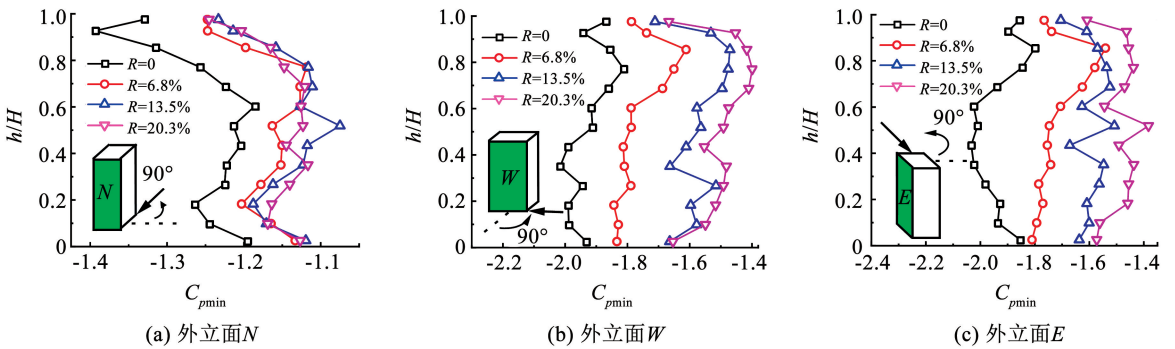 h/H
1.0
0.8
0.6
0.4
0.2
0
R=0
R=6.8%
R=13.5%
R=20.3%
N
90°
-1.4
-1.3
-1.2
-1.1
Cpmin
(a) 外立面N
h/H
1.0
0.8
0.6
0.4
0.2
0
R=0
R=6.8%
R=13.5%
R=20.3%
W
90°
-2.2
-2.0
-1.8
-1.6
-1.4
Cpmin
(b) 外立面W
h/H
1.0
0.8
0.6
0.4
0.2
0
R=0
R=6.8%
R=13.5%
R=20.3%
90°
E
-2.4
-2.2
-2.0
-1.8
-1.6
-1.4
Cpmin
(c) 外立面E